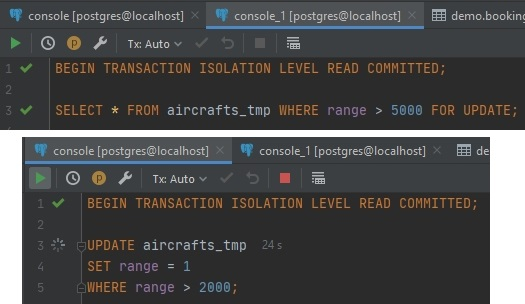 console [postgres@localhost] console_1 [postgres@localhost] demo.booking
Tx: Auto
1 BEGIN TRANSACTION ISOLATION LEVEL READ COMMITTED;
2
3 SELECT * FROM aircrafts_tmp WHERE range > 5000 FOR UPDATE;
console [postgres@localhost] console_1 [postgres@localhost] de
Tx: Auto
1 BEGIN TRANSACTION ISOLATION LEVEL READ COMMITTED;
2
3 UPDATE aircrafts_tmp 24 s
4 SET range = 1
5 WHERE range > 2000;